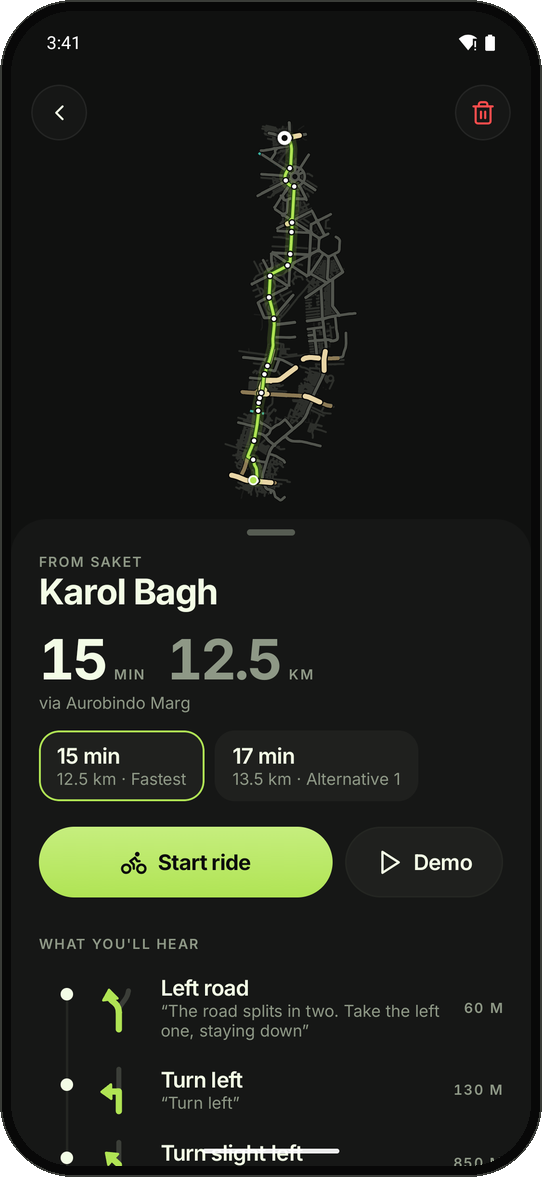 3:41
FROM SAKET
Karol Bagh
15 MIN 12.5 KM
via Aurobindo Marg
15 min
12.5 km · Fastest
17 min
13.5 km · Alternative 1
Start ride
Demo
WHAT YOU'LL HEAR
Left road
“The road splits in two. Take the left
one, staying down”
60 M
Turn left
“Turn left”
130 M
Turn slight left
850 M